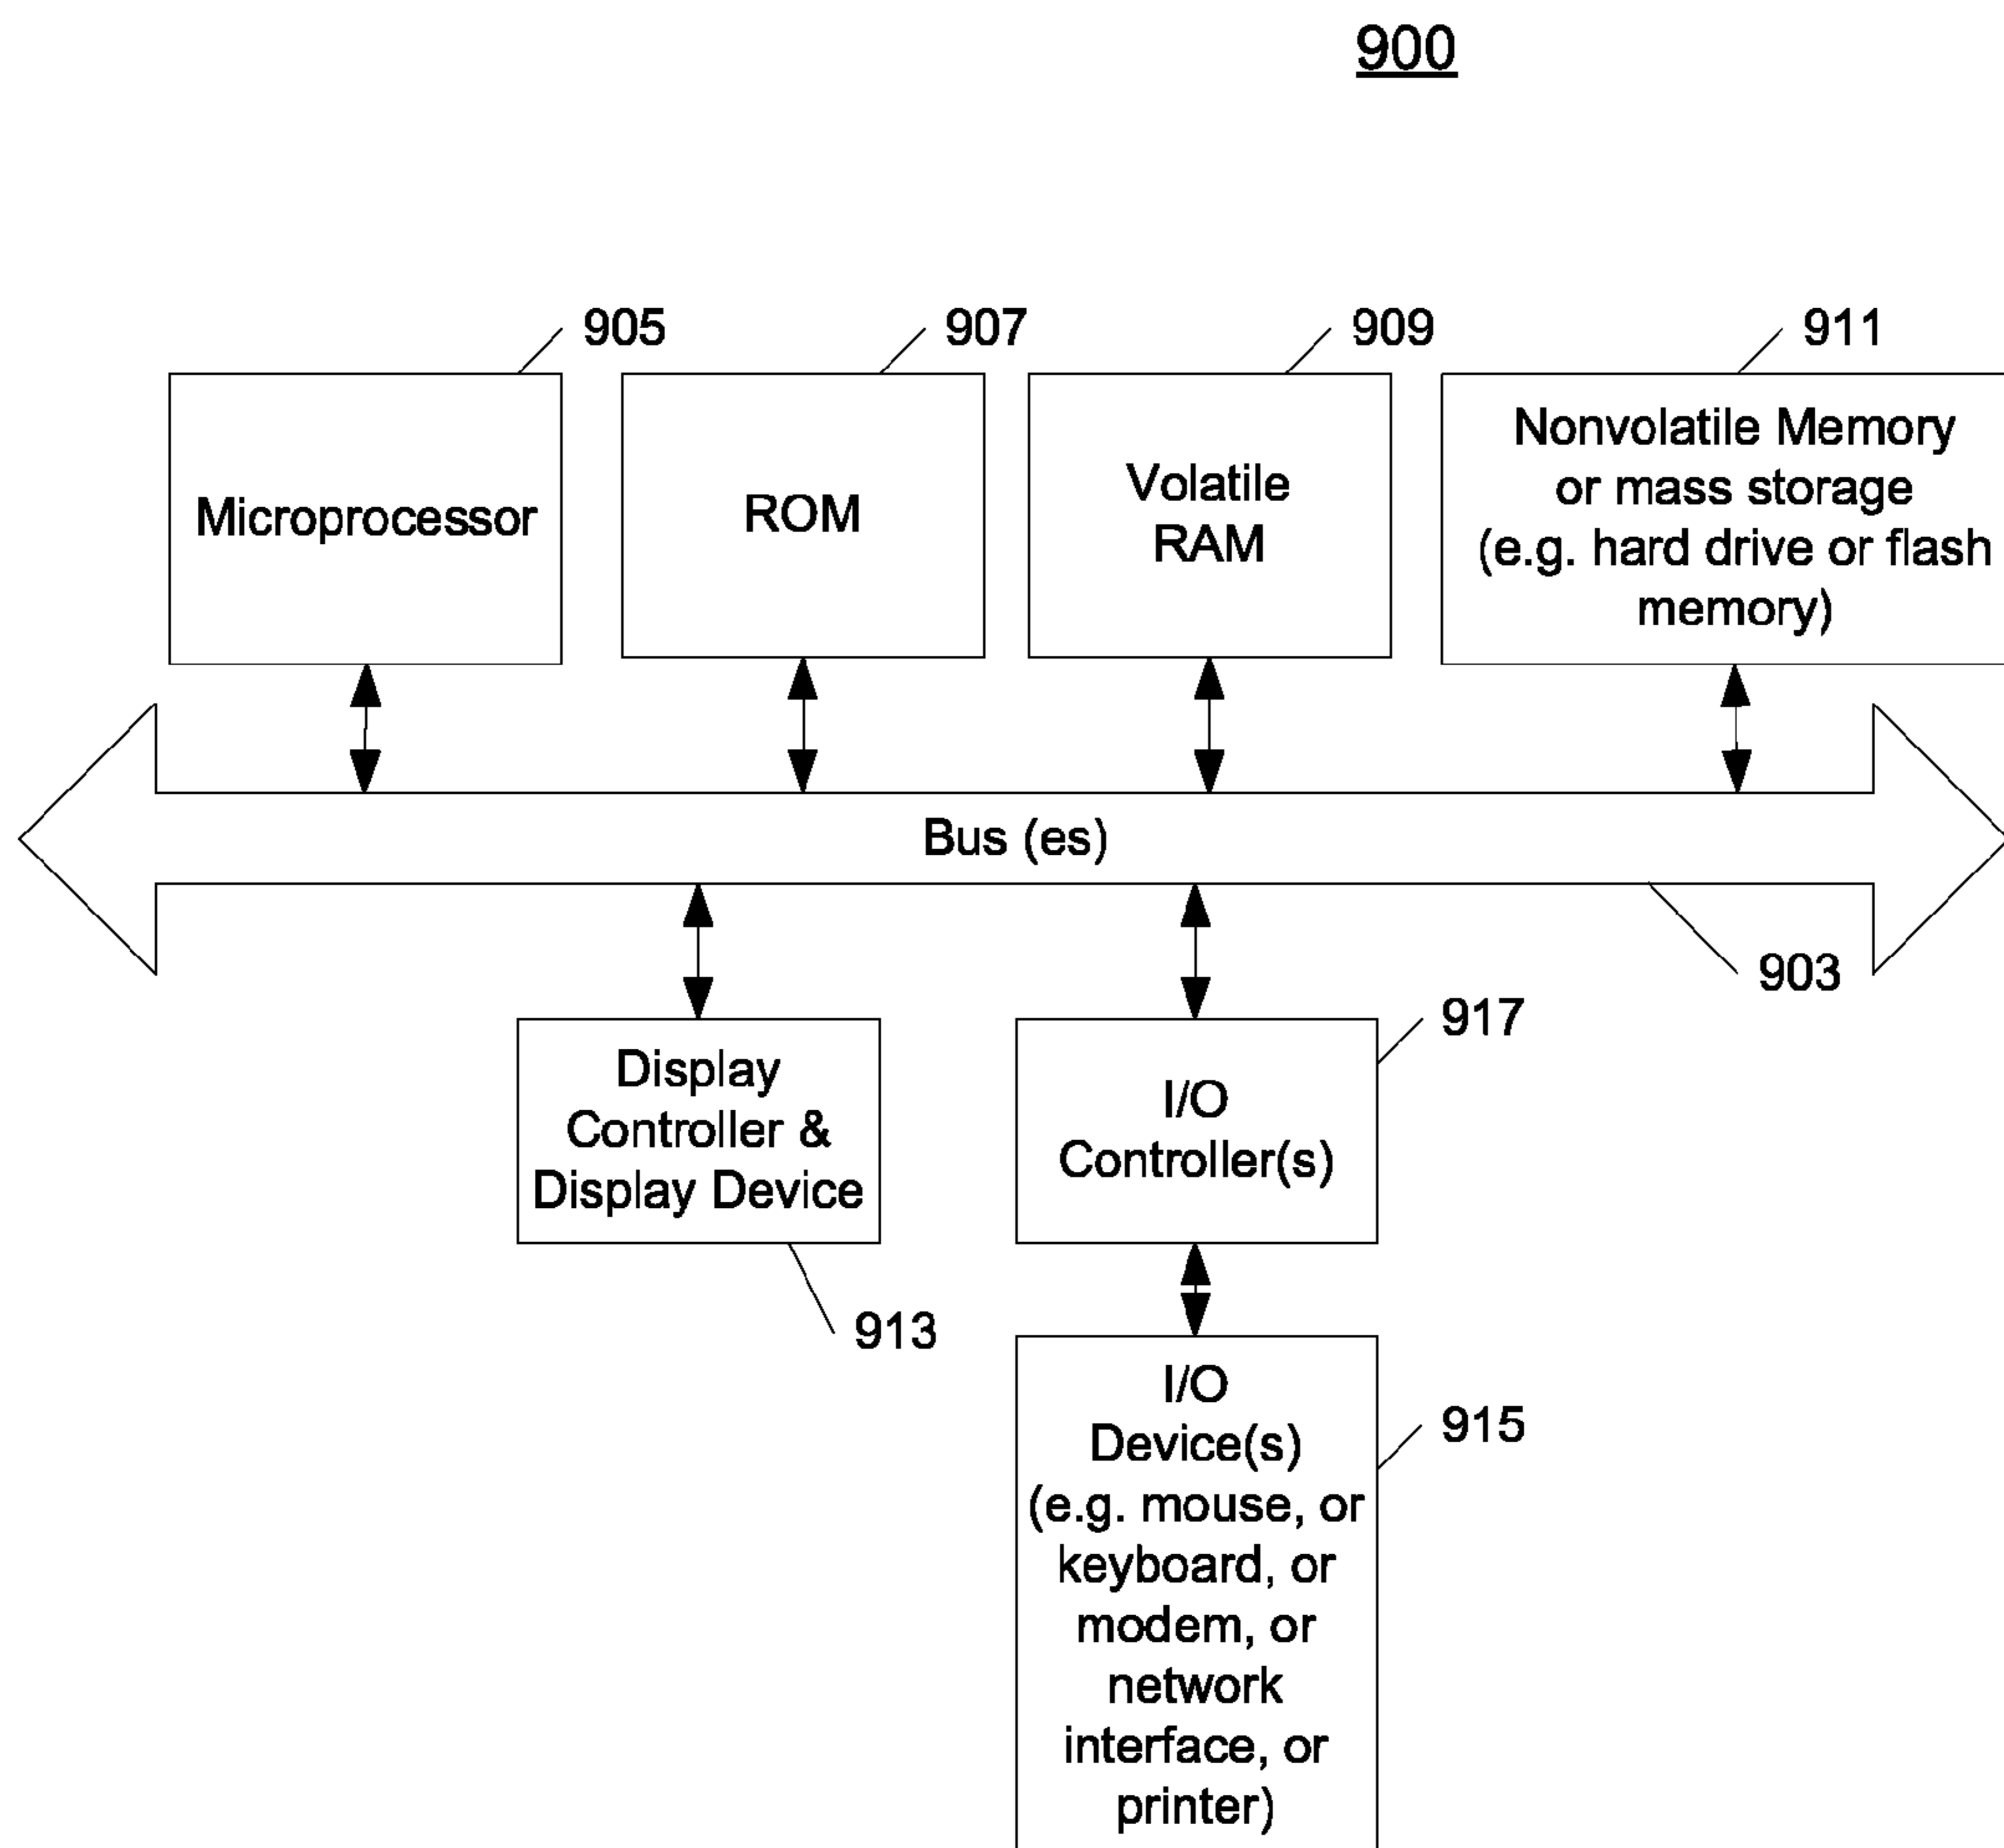 900
905
907
909
911
Microprocessor
ROM
Volatile
RAM
Nonvolatile Memory
or mass storage
(e.g. hard drive or flash
memory)
Bus (es)
903
Display
Controller &
Display Device
913
917
I/O
Controller(s)
915
I/O
Device(s)
(e.g. mouse, or
keyboard, or
modem, or
network
interface, or
printer)